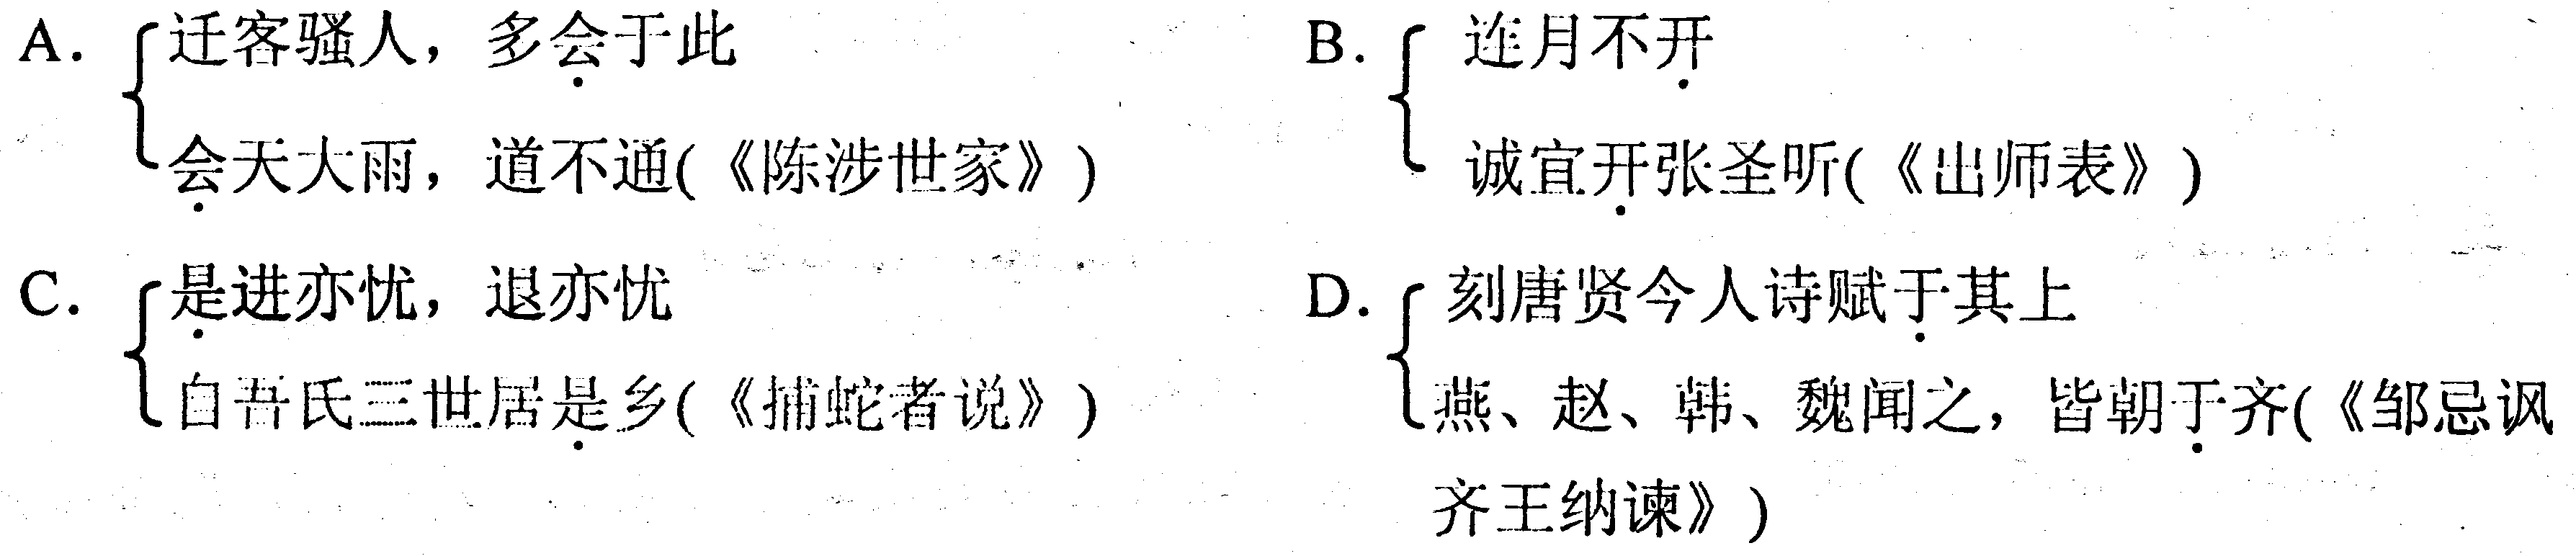 A. 迁客骚人，多会于此
会天大雨，道不通(《陈涉世家》)
B. 连月不开
诚宜开张圣听(《出师表》)
C. 是进亦忧，退亦忧
自吾氏三世居是乡(《捕蛇者说》)
D. 刻唐贤今人诗赋于其上
燕、赵、韩、魏闻之，皆朝于齐(《邹忌讽
齐王纳谏》)